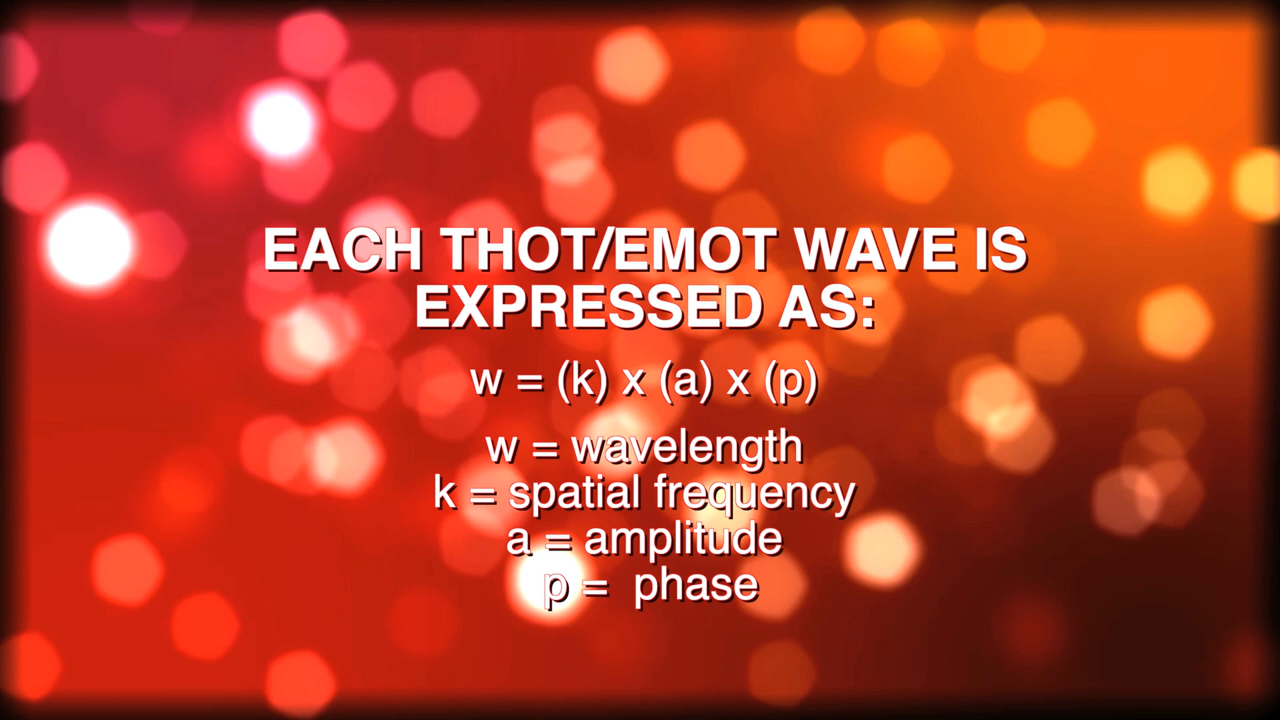 EACH THOT/EMOT WAVE IS
EXPRESSED AS:
w = (k) x (a) x (p)
w = wavelength
k = spatial frequency
a = amplitude
p = phase